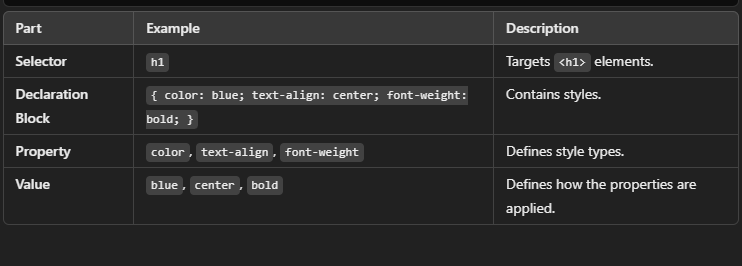 Part Example Description
Selector h1 Targets <h1> elements.
Declaration { color: blue; text-align: center; font-weight: Contains styles.
Block bold; }
Property color, text-align, font-weight Defines style types.
Value blue, center, bold Defines how the properties are
applied.